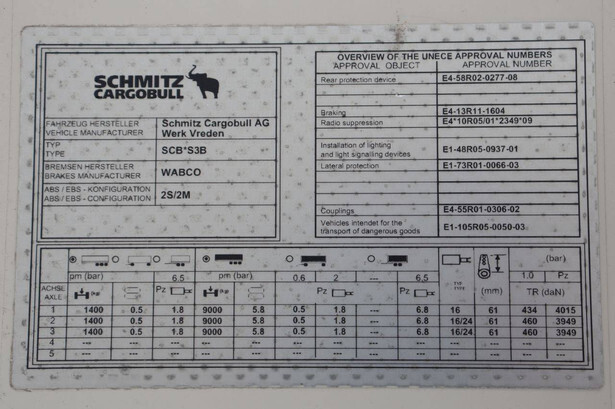 SCHMITZ
CARGOBULL
FAHRZEUG HERSTELLER
VEHICLE MANUFACTURER
Schmitz Cargobull AG
Werk Vreden
TYP
TYPE
SCB*S3B
BREMSEN HERSTELLER
BRAKES MANUFACTURER
WABCO
ABS / EBS - KONFIGURATION
ABS / EBS - CONFIGURATION
2S/2M
OVERVIEW OF THE UNECE APPROVAL NUMBERS
APPROVAL OBJECT APPROVAL NUMBER
Rear protection device E4-58R02-0277-08
Braking E4-13R11-1604
Radio suppression E4*10R05/01*2349*09
Installation of lighting
and light signalling devices E1-48R05-0937-01
Lateral protection E1-73R01-0066-03
Couplings E4-55R01-0306-02
Vehicles intendet for the
transport of dangerous goods E1-105R05-0050-03
(bar)
pm (bar) 6.5 pm (bar) 0.6 2 --- 6,5 TYP TYPE (mm) 1.0 Pz
ACHSE
AXLE (kg) Pz (kg) Pz Pz TR (daN)
1 1400 0.5 1.8 9000 5.8 0.5 1.8 --- 6.8 16 61 434 4015
2 1400 0.5 1.8 9000 5.8 0.5 1.8 --- 6.8 16/24 61 460 3949
3 1400 0.5 1.8 9000 5.8 0.5 1.8 --- 6.8 16/24 61 460 3949
4 --- --- --- --- --- --- --- --- --- --- --- --- ---
5 --- --- --- --- --- --- --- --- --- --- --- --- ---